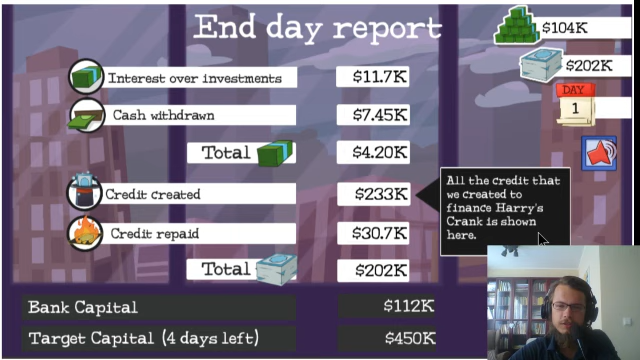 End day report
$104K
$202K
DAY
1
Interest over investments $11.7K
Cash withdrawn $7.45K
Total $4.20K
Credit created $233K
Credit repaid $30.7K
Total $202K
All the credit that
we created to
finance Harry's
Crank is shown
here.
Bank Capital $112K
Target Capital (4 days left) $450K